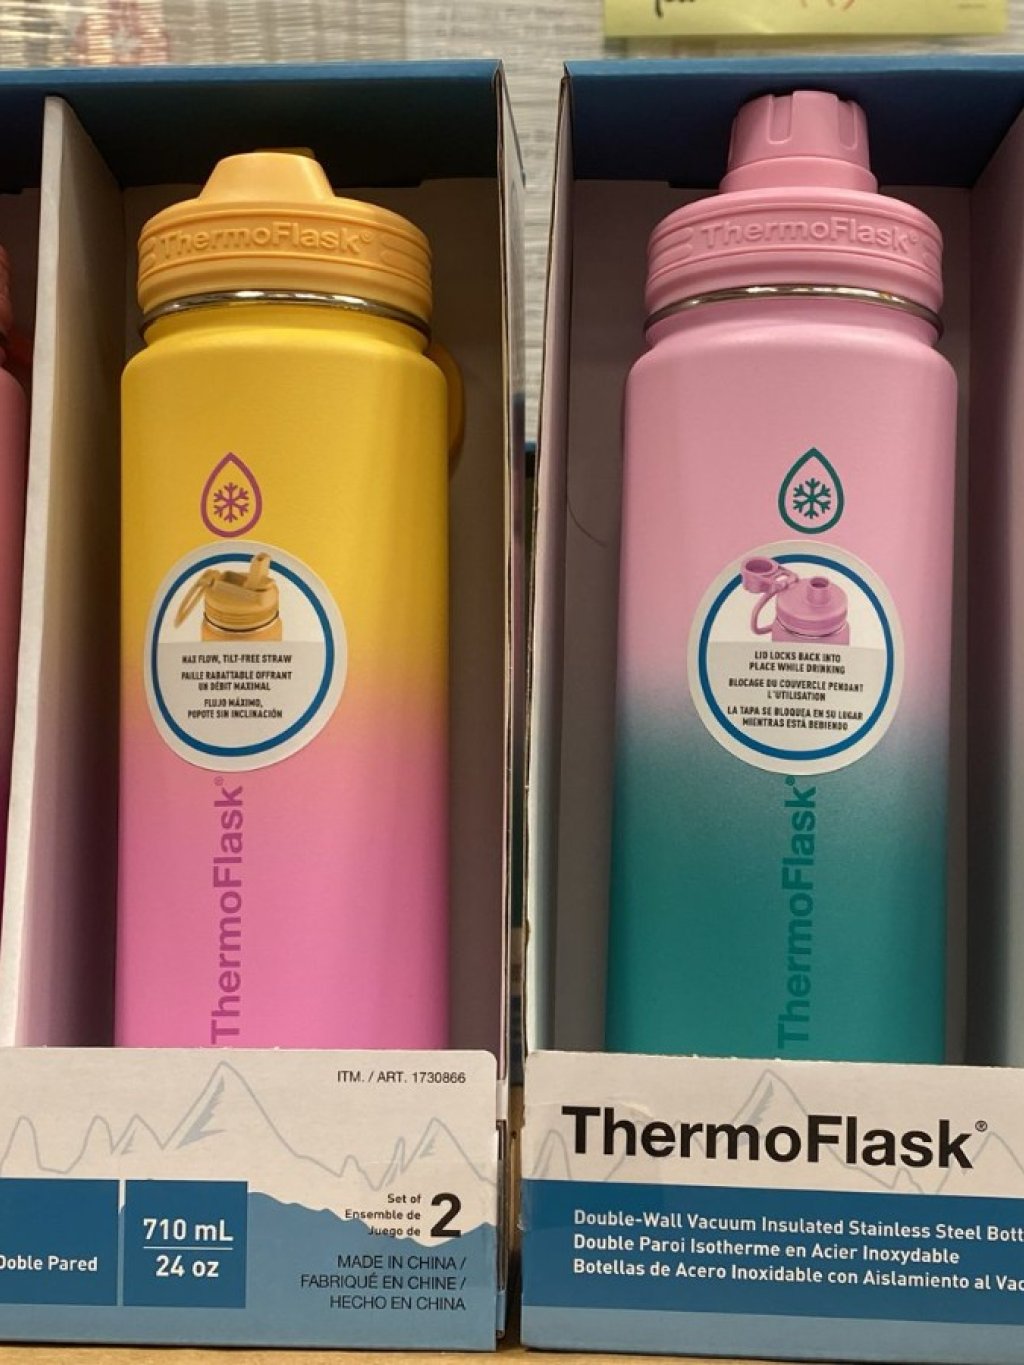 ThermoFlask®
MAX FLOW, TILT-FREE STRAW
PAILLE RABATTABLE OFFRANT
UN DÉBIT MAXIMAL
FLUJO MÁXIMO,
POPOTE SIN INCLINACIÓN
ThermoFlask®
ITM. / ART. 1730866
Set of
Ensemble de
Juego de
2
710 mL
24 oz
Doble Pared
MADE IN CHINA /
FABRIQUÉ EN CHINE /
HECHO EN CHINA
ThermoFlask®
LID LOCKS BACK INTO
PLACE WHILE DRINKING
BLOCAGE DU COUVERCLE PENDANT
L'UTILISATION
LA TAPA SE BLOQUEA EN SU LUGAR
MIENTRAS ESTÁ BEBIENDO
ThermoFlask®
ThermoFlask®
Double-Wall Vacuum Insulated Stainless Steel Bott
Double Paroi Isotherme en Acier Inoxydable
Botellas de Acero Inoxidable con Aislamiento al Vac